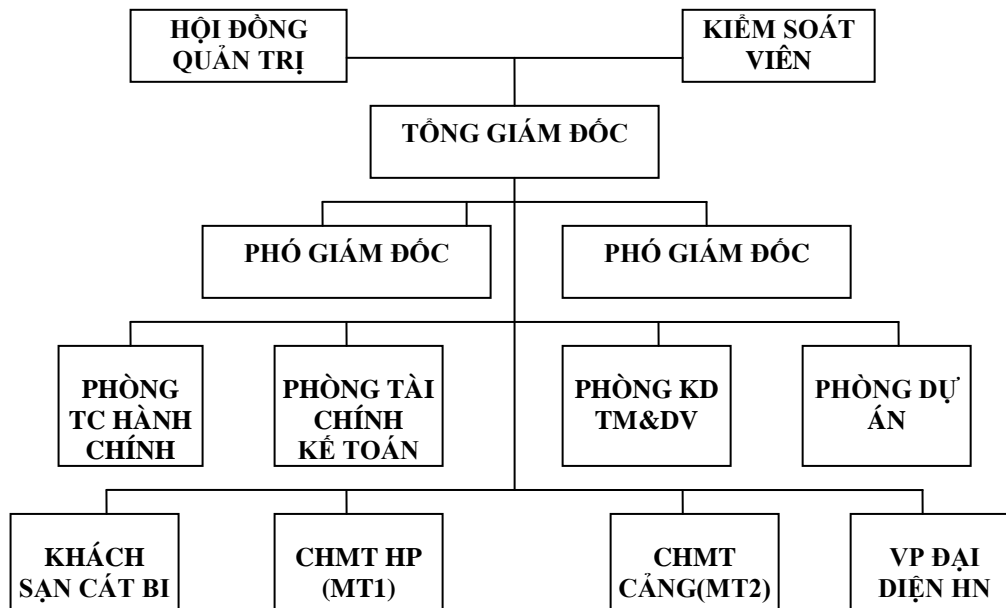 HỘI ĐỒNG
QUẢN TRỊ
KIỂM SOÁT
VIÊN
TỔNG GIÁM ĐỐC
PHÓ GIÁM ĐỐC
PHÓ GIÁM ĐỐC
PHÒNG
TC HÀNH
CHÍNH
PHÒNG TÀI
CHÍNH
KẾ TOÁN
PHÒNG KD
TM&DV
PHÒNG DỰ
ÁN
KHÁCH
SẠN CÁT BI
CHMT HP
(MT1)
CHMT
CẢNG(MT2)
VP ĐẠI
DIỆN HN